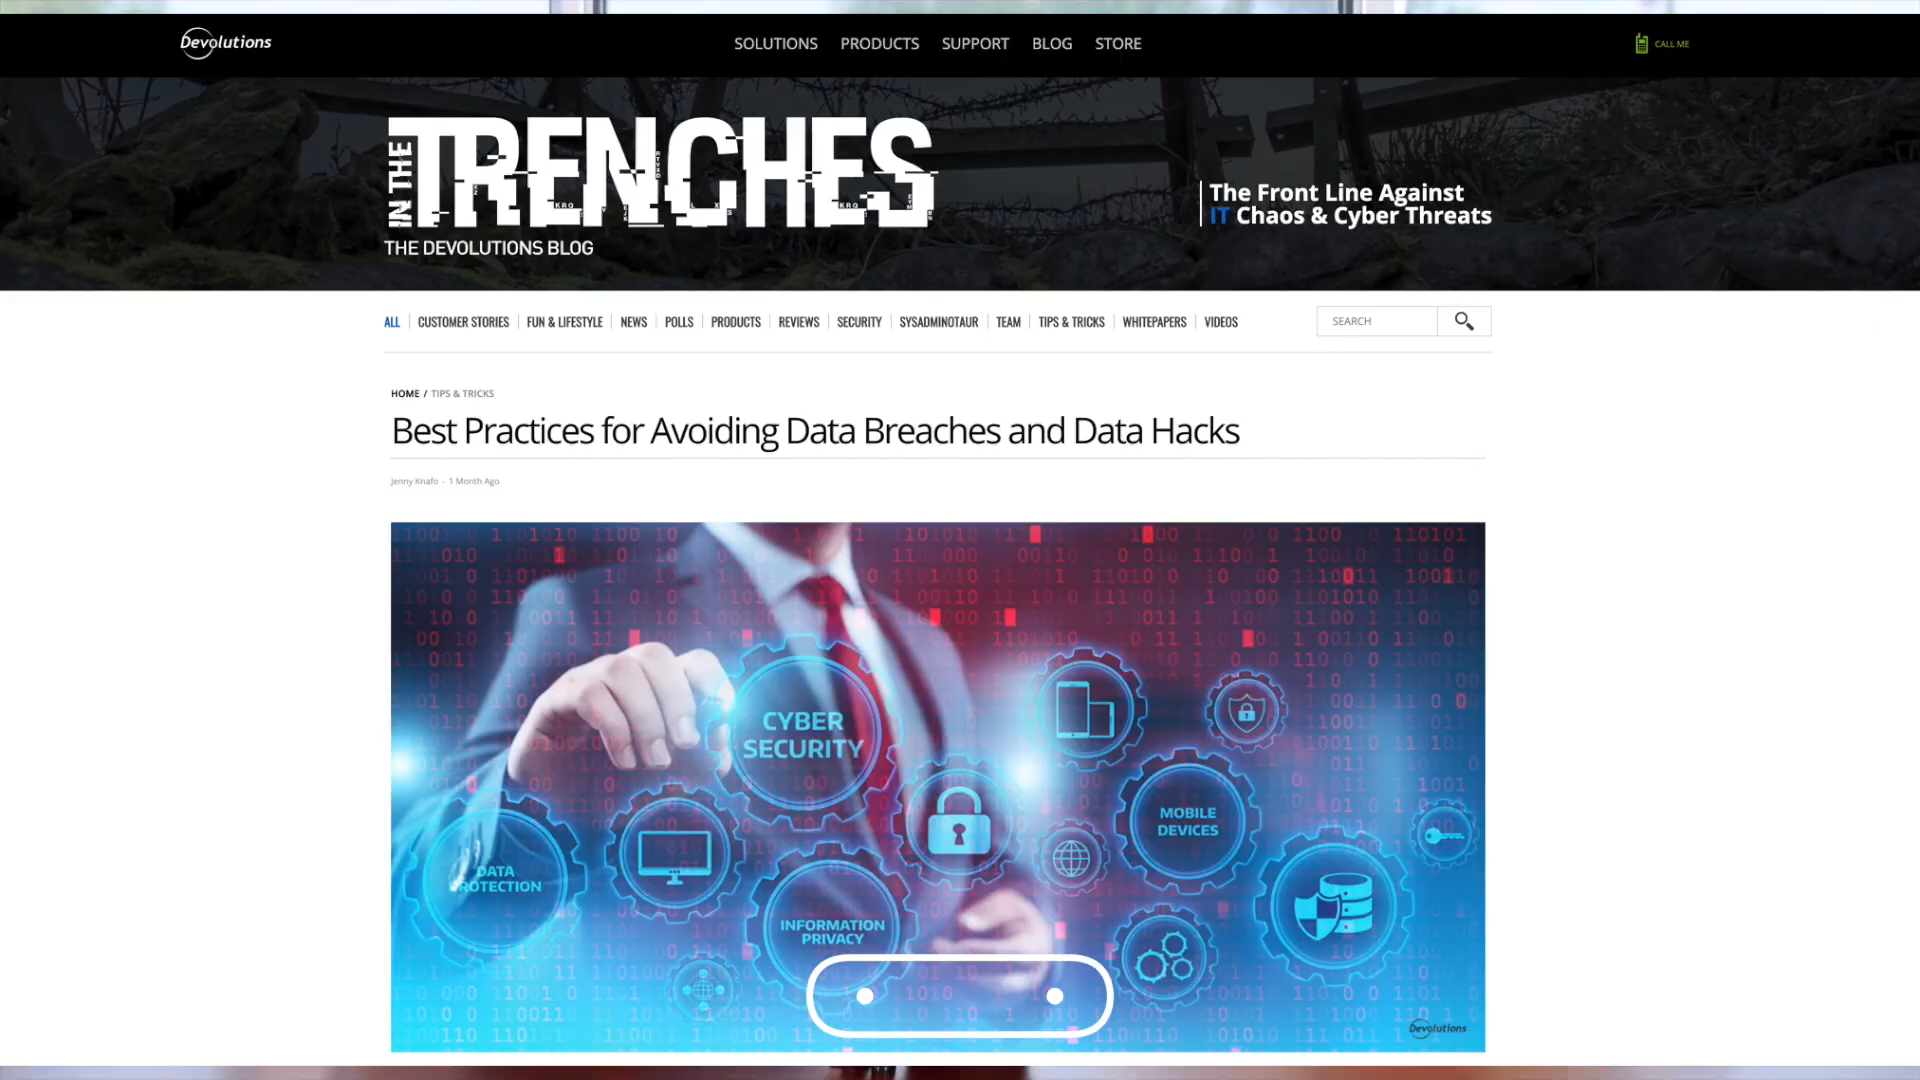 Devolutions
SOLUTIONS PRODUCTS SUPPORT BLOG STORE
CALL ME
IN THE TRENCHES
THE DEVOLUTIONS BLOG
The Front Line Against
IT Chaos & Cyber Threats
ALL CUSTOMER STORIES FUN & LIFESTYLE NEWS POLLS PRODUCTS REVIEWS SECURITY SYSADMINOTAUR TEAM TIPS & TRICKS WHITEPAPERS VIDEOS
SEARCH
HOME / TIPS & TRICKS
Best Practices for Avoiding Data Breaches and Data Hacks
Jenny Knafo - 1 Month Ago
CYBER
SECURITY
MOBILE
DEVICES
DATA
PROTECTION
INFORMATION
PRIVACY
Devolutions